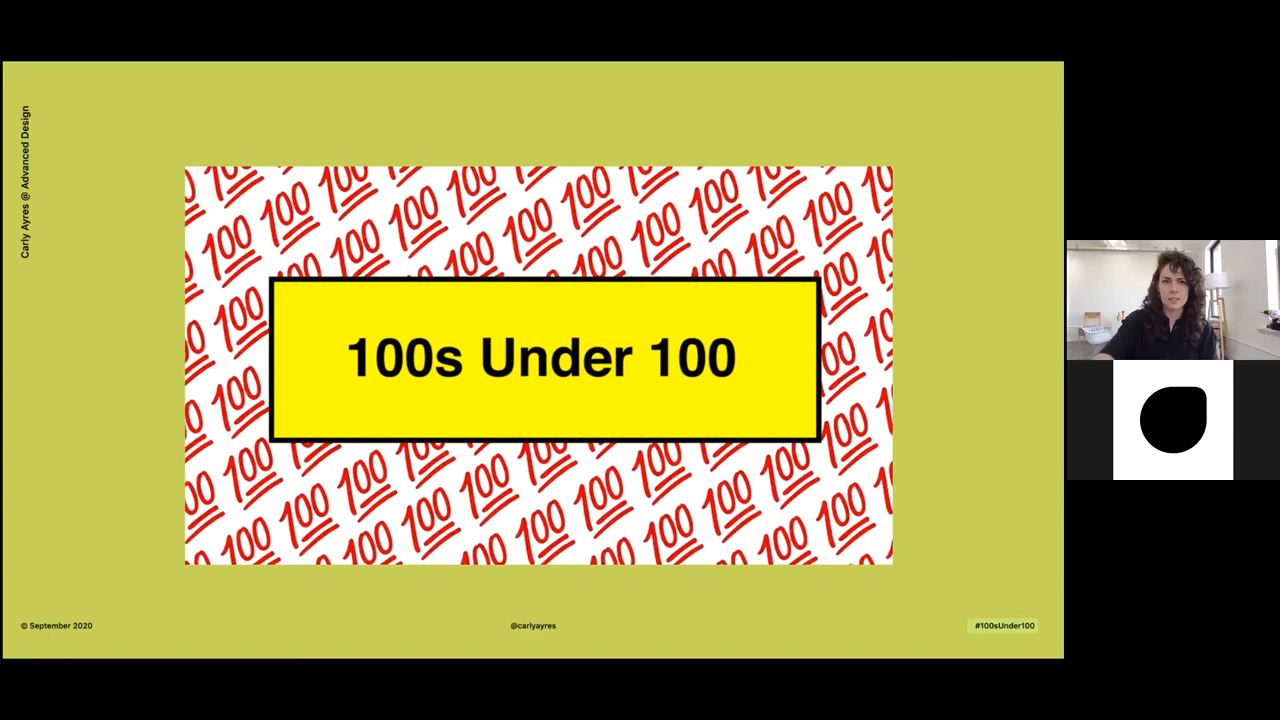 Carly Ayres @ Advanced Design
100s Under 100
© September 2020
@carlyayres
#100sUnder100